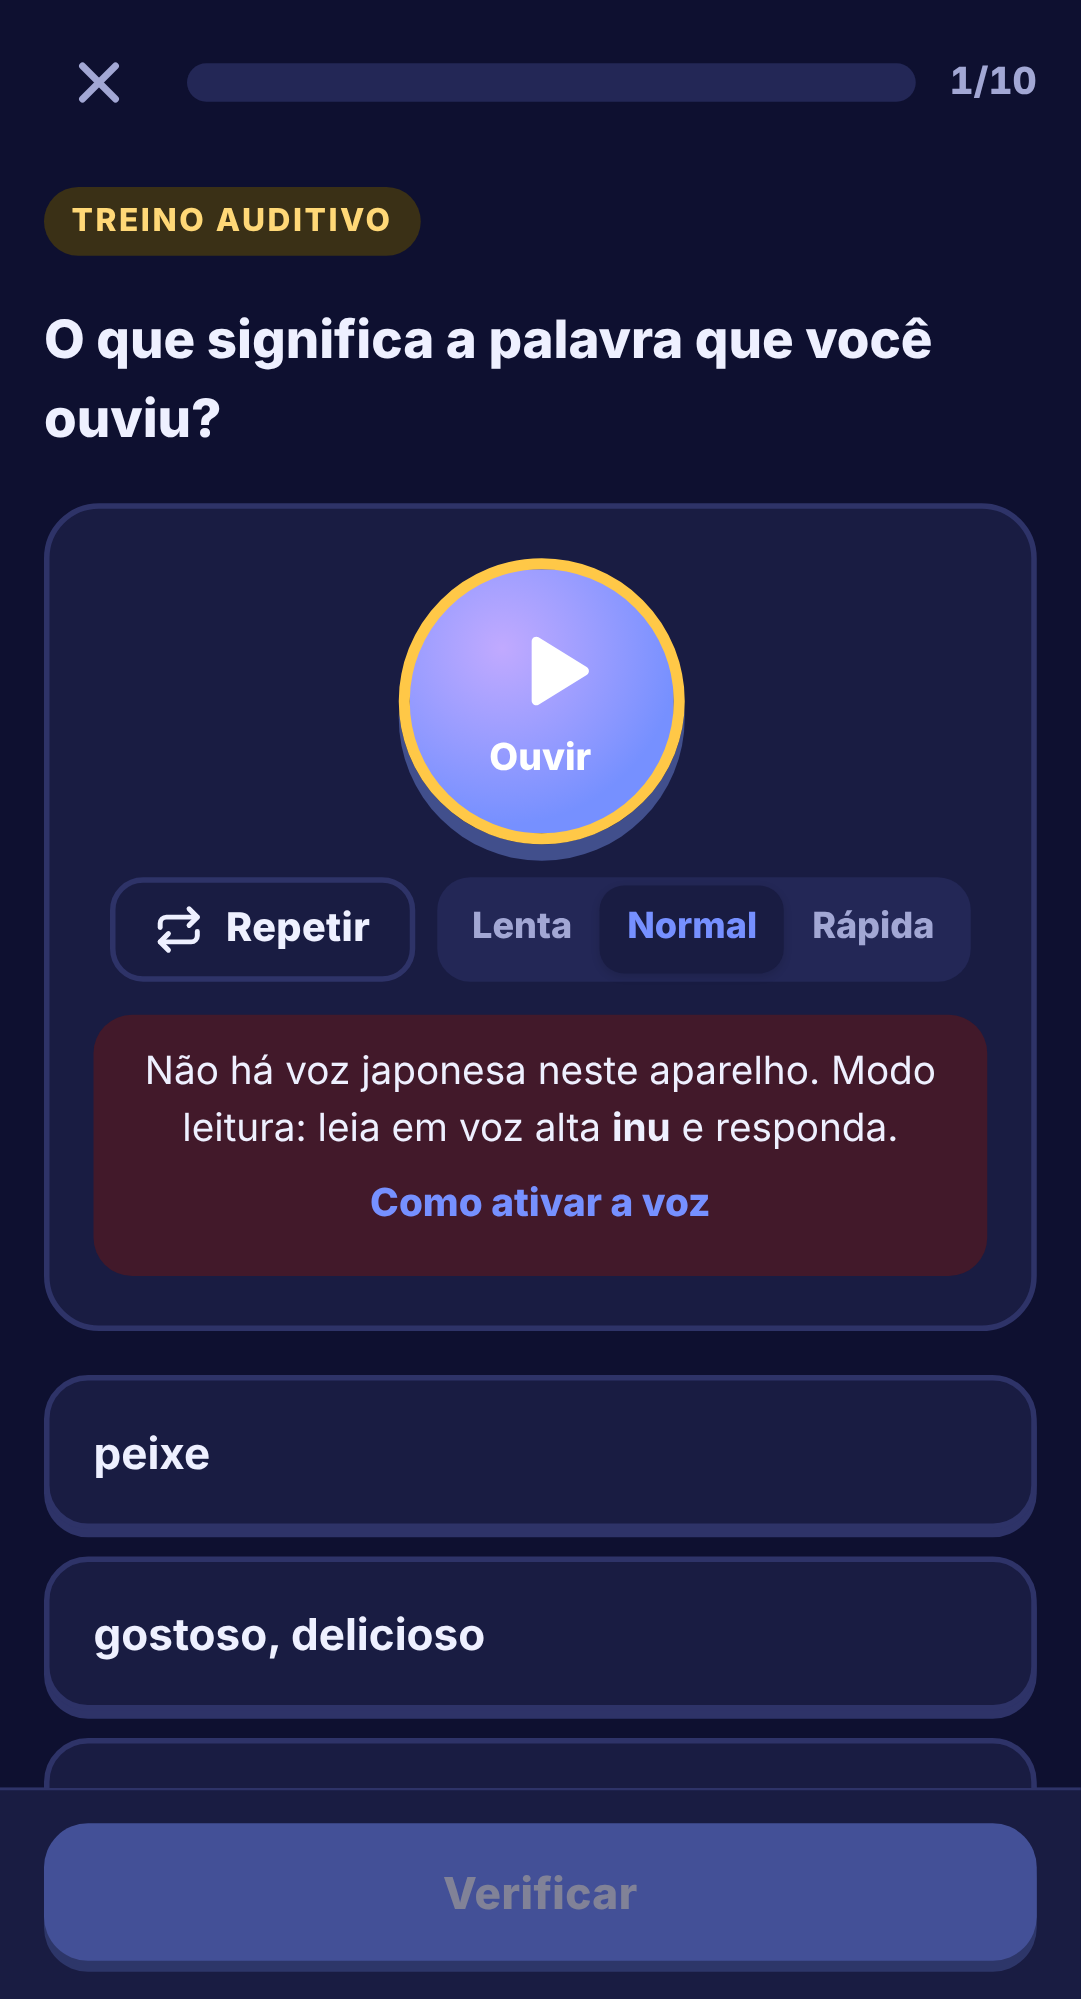 1/10
TREINO AUDITIVO
O que significa a palavra que você
ouviu?
Ouvir
Repetir
Lenta
Normal
Rápida
Não há voz japonesa neste aparelho. Modo
leitura: leia em voz alta inu e responda.
Como ativar a voz
peixe
gostoso, delicioso
Verificar